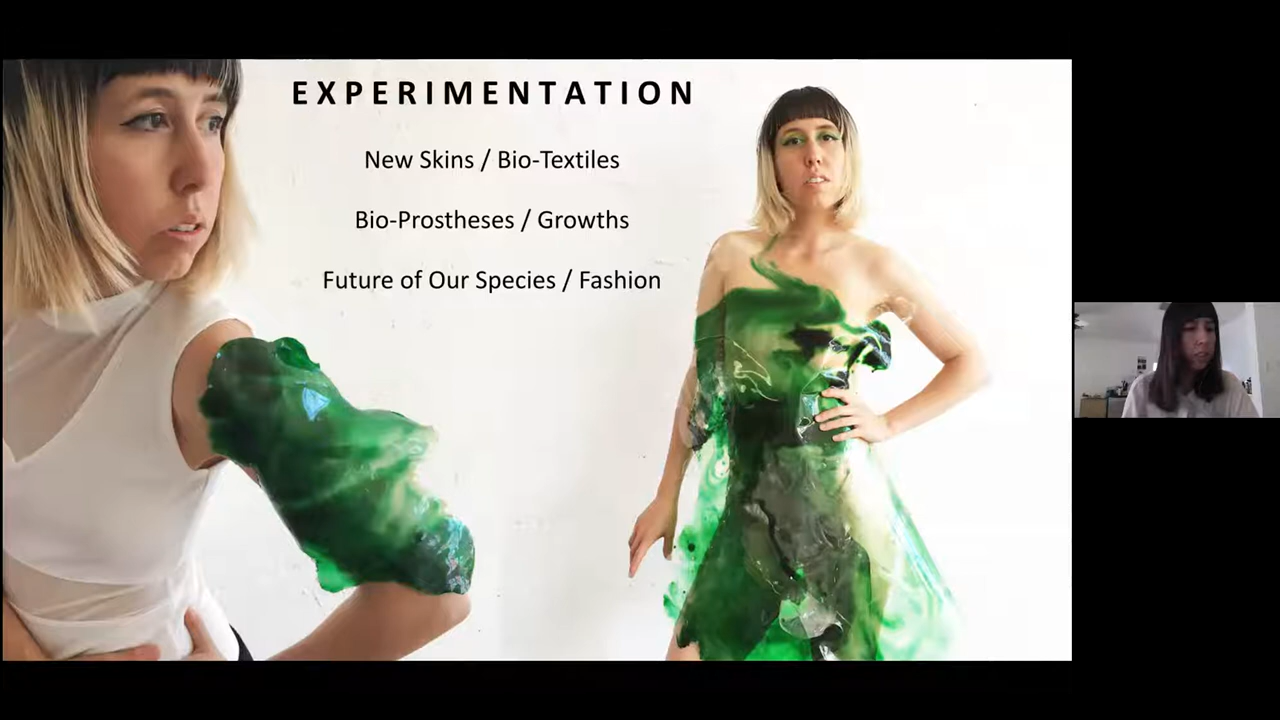 EXPERIMENTATION
New Skins / Bio-Textiles
Bio-Prostheses / Growths
Future of Our Species / Fashion